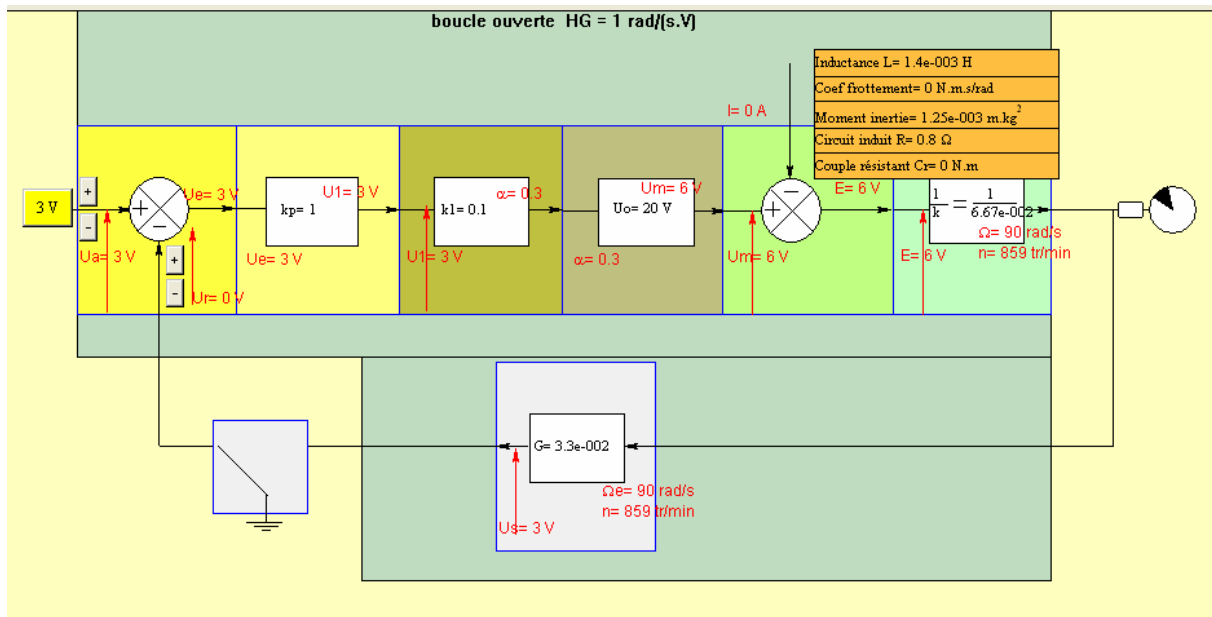 boucle ouverte HG = 1 rad/(s.V)
Inductance L= 1.4e-003 H
Coef frottement= 0 N.m.s/rad
Moment inertie= 1.25e-003 m.kg²
Circuit induit R= 0.8 Ω
Couple résistant Cr= 0 N.m
I= 0 A
3 V
+
-
+
−
Ue= 3 V
kp= 1
U1= 3 V
k1= 0.1
α= 0.3
Uo= 20 V
Um= 6 V
+
−
E= 6 V
1/k = 1/6.67e-002
Ua= 3 V
+
-
Ur= 0 V
Ue= 3 V
U1= 3 V
α= 0.3
Um= 6 V
E= 6 V
Ω= 90 rad/s
n= 859 tr/min
G= 3.3e-002
Us= 3 V
Ωe= 90 rad/s
n= 859 tr/min